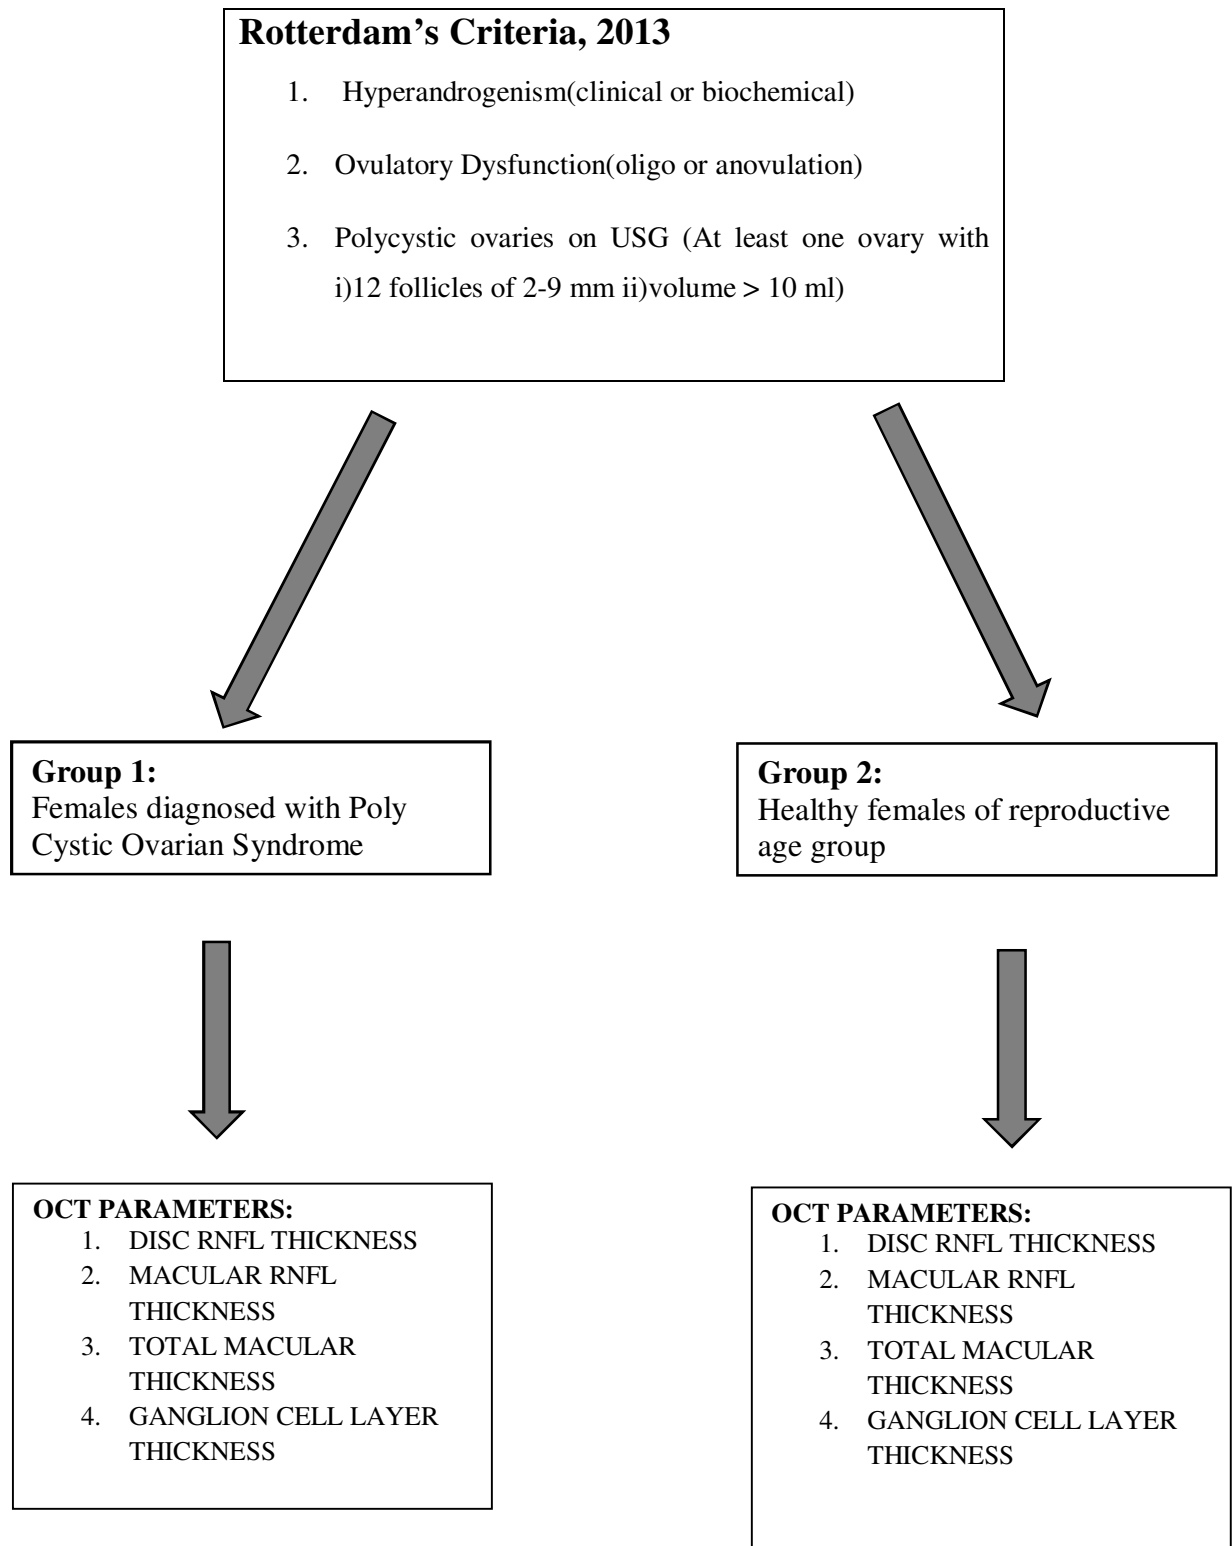 Rotterdam's Criteria, 2013
1. Hyperandrogenism(clinical or biochemical)
2. Ovulatory Dysfunction(oligo or anovulation)
3. Polycystic ovaries on USG (At least one ovary with
i)12 follicles of 2-9 mm ii)volume > 10 ml)
Group 1:
Females diagnosed with Poly
Cystic Ovarian Syndrome
Group 2:
Healthy females of reproductive
age group
OCT PARAMETERS:
1. DISC RNFL THICKNESS
2. MACULAR RNFL
THICKNESS
3. TOTAL MACULAR
THICKNESS
4. GANGLION CELL LAYER
THICKNESS
OCT PARAMETERS:
1. DISC RNFL THICKNESS
2. MACULAR RNFL
THICKNESS
3. TOTAL MACULAR
THICKNESS
4. GANGLION CELL LAYER
THICKNESS